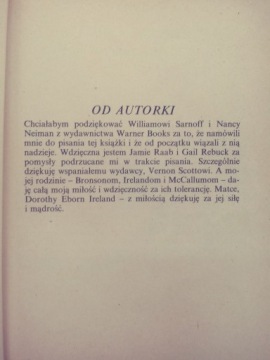 OD AUTORKI
Chciałabym podziękować Williamowi Sarnoff i Nancy
Neiman z wydawnictwa Warner Books za to, że namówili
mnie do pisania tej książki i że od początku wiązali z nią
nadzieje. Wdzięczna jestem Jamie Raab i Gail Rebuck za
pomysły podrzucane mi w trakcie pisania. Szczególnie
dziękuję wspaniałemu wydawcy, Vernon Scottowi. A mo-
jej rodzinie – Bronsonom, Irelandom i McCallumom – da-
ję całą moją miłość i wdzięczność za ich tolerancję. Matce,
Dorothy Eborn Ireland – z miłością dziękuję za jej siłę
i mądrość.